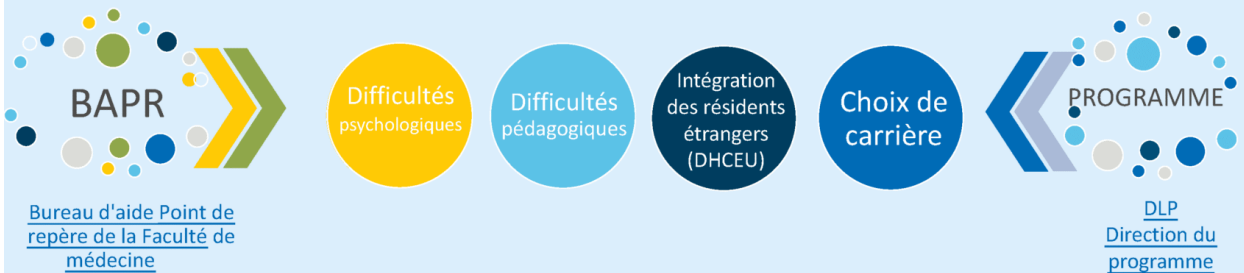 BAPR
Bureau d'aide Point de
repère de la Faculté de
médecine
Difficultés
psychologiques
Difficultés
pédagogiques
Intégration
des résidents
étrangers
(DHCEU)
Choix de
carrière
PROGRAMME
DLP
Direction du
programme